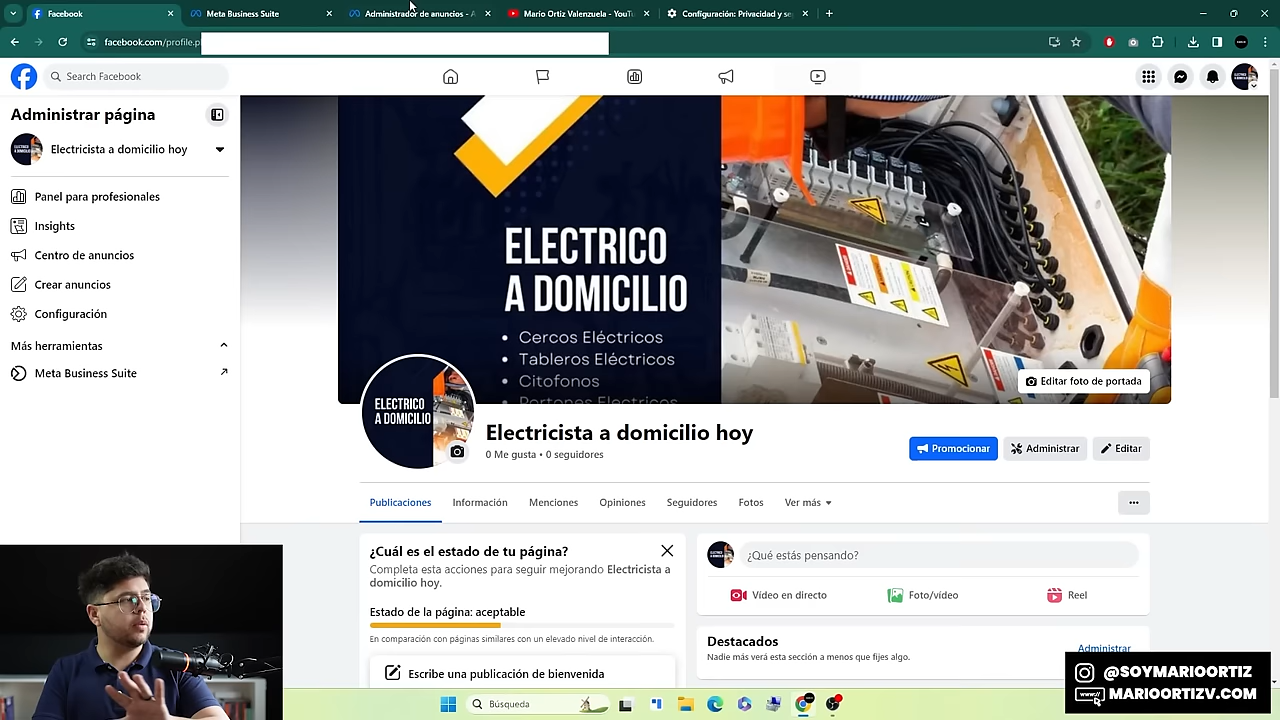 Facebook
Meta Business Suite
Administrador de anuncios - A
Mario Ortiz Valenzuela - YouTu
Configuración: Privacidad y se
facebook.com/profile.p
Search Facebook
Administrar página
Electricista a domicilio hoy
Panel para profesionales
Insights
Centro de anuncios
Crear anuncios
Configuración
Más herramientas
Meta Business Suite
ELECTRICO
A DOMICILIO
• Cercos Eléctricos
• Tableros Eléctricos
• Citofonos
Portones Electricos
Editar foto de portada
ELECTRICO
A DOMICILIO
Electricista a domicilio hoy
0 Me gusta • 0 seguidores
Promocionar
Administrar
Editar
Publicaciones
Información
Menciones
Opiniones
Seguidores
Fotos
Ver más
¿Cuál es el estado de tu página?
Completa esta acciones para seguir mejorando Electricista a
domicilio hoy.
Estado de la página: aceptable
En comparación con páginas similares con un elevado nivel de interacción.
Escribe una publicación de bienvenida
¿Qué estás pensando?
Vídeo en directo
Foto/vídeo
Reel
Destacados
Administrar
Nadie más verá esta sección a menos que fijes algo.
@SOYMARIOORTIZ
MARIOORTIZV.COM
Búsqueda